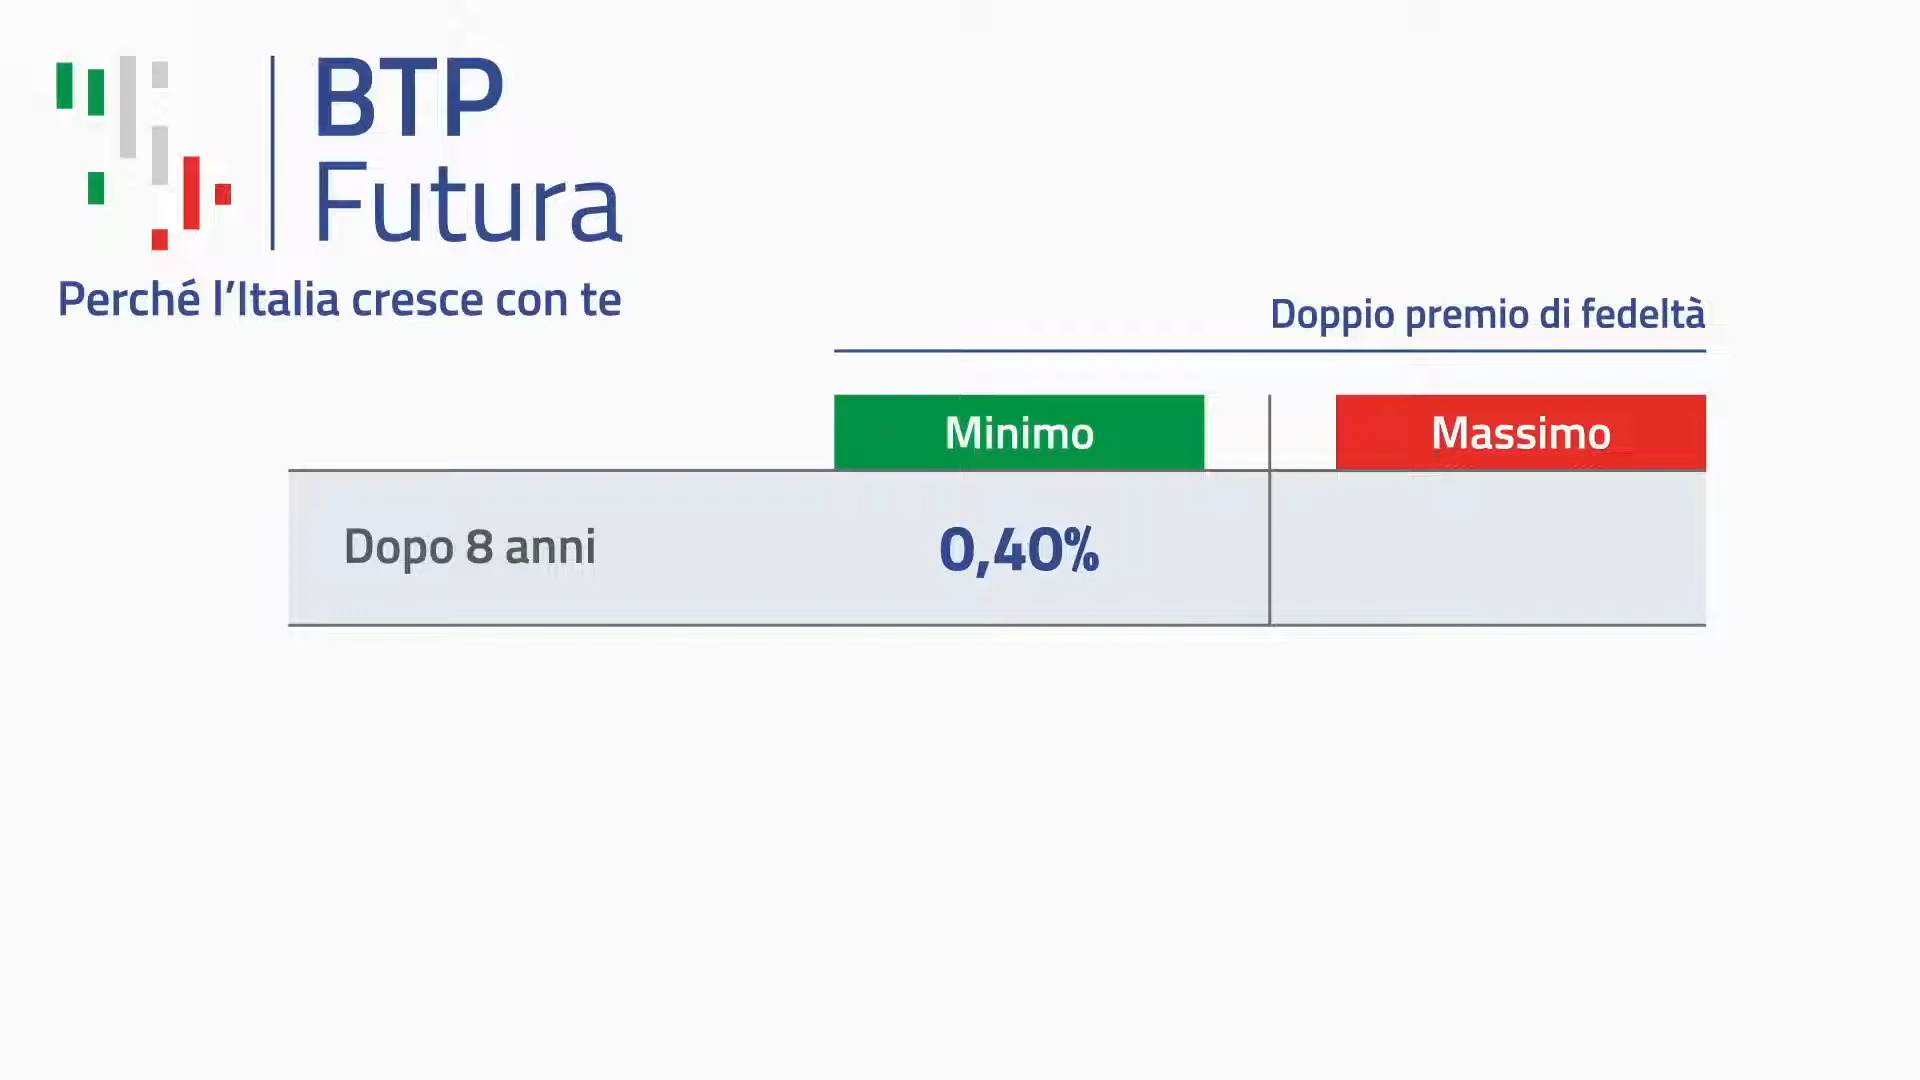 BTP
Futura
Perché l’Italia cresce con te
Doppio premio di fedeltà
Minimo
Massimo
Dopo 8 anni
0,40%